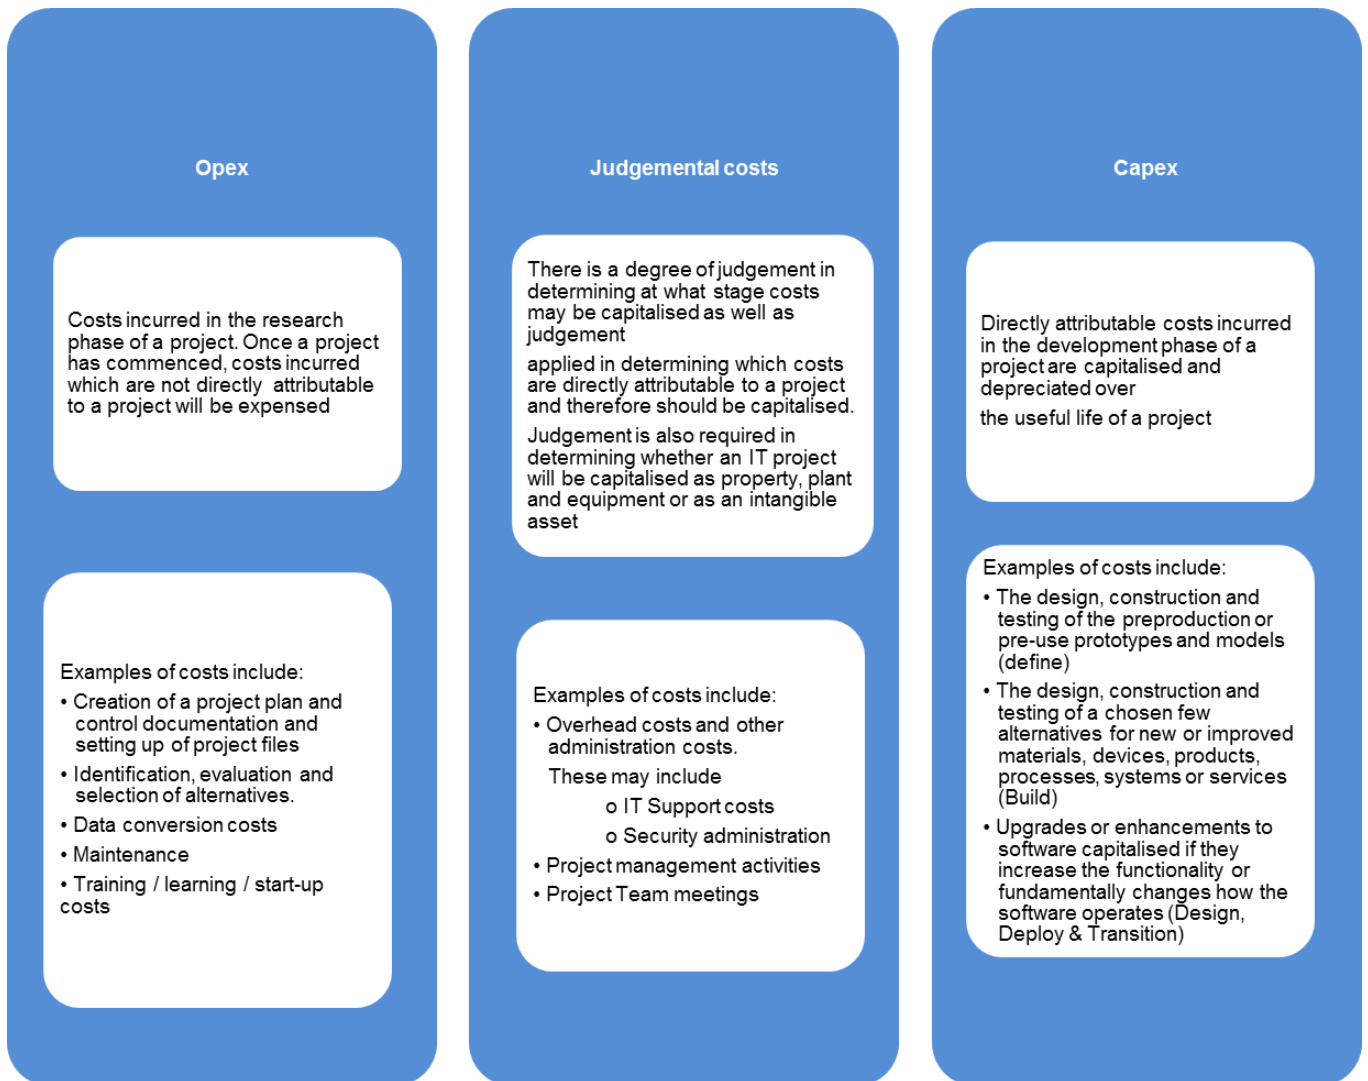 Opex
Costs incurred in the research
phase of a project. Once a project
has commenced, costs incurred
which are not directly attributable
to a project will be expensed
Examples of costs include:
• Creation of a project plan and
control documentation and
setting up of project files
• Identification, evaluation and
selection of alternatives.
• Data conversion costs
• Maintenance
• Training / learning / start-up
costs
Judgemental costs
There is a degree of judgement in
determining at what stage costs
may be capitalised as well as
judgement
applied in determining which costs
are directly attributable to a project
and therefore should be capitalised.
Judgement is also required in
determining whether an IT project
will be capitalised as property, plant
and equipment or as an intangible
asset
Examples of costs include:
• Overhead costs and other
administration costs.
These may include
o IT Support costs
o Security administration
• Project management activities
• Project Team meetings
Capex
Directly attributable costs incurred
in the development phase of a
project are capitalised and
depreciated over
the useful life of a project
Examples of costs include:
• The design, construction and
testing of the preproduction or
pre-use prototypes and models
(define)
• The design, construction and
testing of a chosen few
alternatives for new or improved
materials, devices, products,
processes, systems or services
(Build)
• Upgrades or enhancements to
software capitalised if they
increase the functionality or
fundamentally changes how the
software operates (Design,
Deploy & Transition)